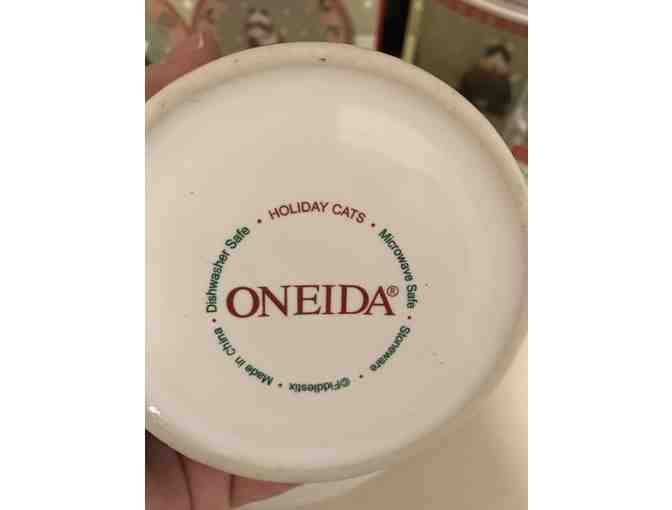 • HOLIDAY CATS • Microwave Safe • Stoneware • ©Fiddlestix • Made in China • Dishwasher Safe
ONEIDA®